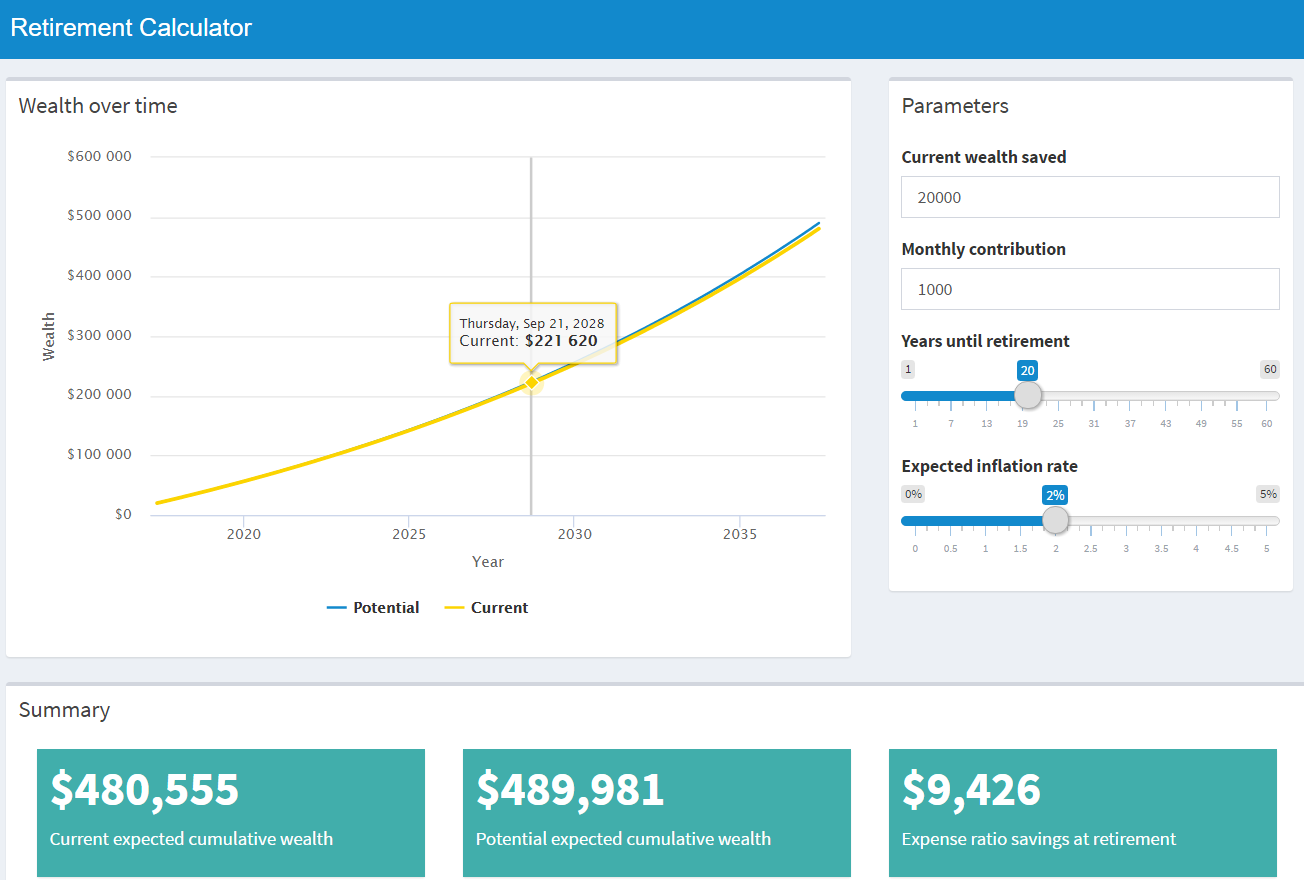 Retirement Calculator
Wealth over time
$600 000
$500 000
$400 000
$300 000
$200 000
$100 000
$0
Wealth
Thursday, Sep 21, 2028
Current: $221 620
2020 2025 2030 2035
Year
Potential Current
Parameters
Current wealth saved
20000
Monthly contribution
1000
Years until retirement
1 20 60
1 7 13 19 25 31 37 43 49 55 60
Expected inflation rate
0% 2% 5%
0 0.5 1 1.5 2 2.5 3 3.5 4 4.5 5
Summary
$480,555
Current expected cumulative wealth
$489,981
Potential expected cumulative wealth
$9,426
Expense ratio savings at retirement